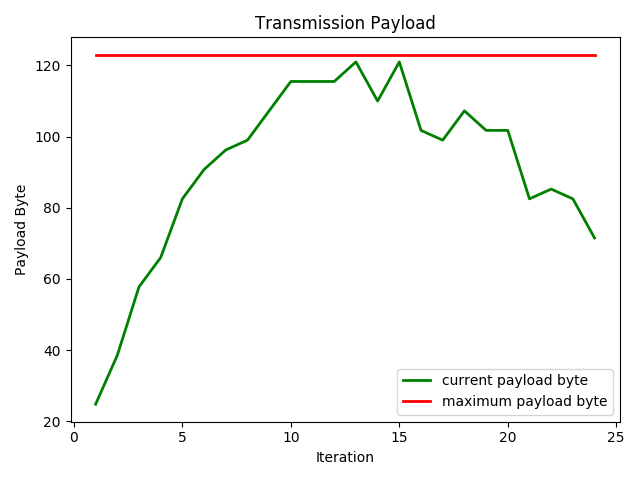 Transmission Payload
120
100
80
60
40
20
Payload Byte
0
5
10
15
20
25
Iteration
current payload byte
maximum payload byte